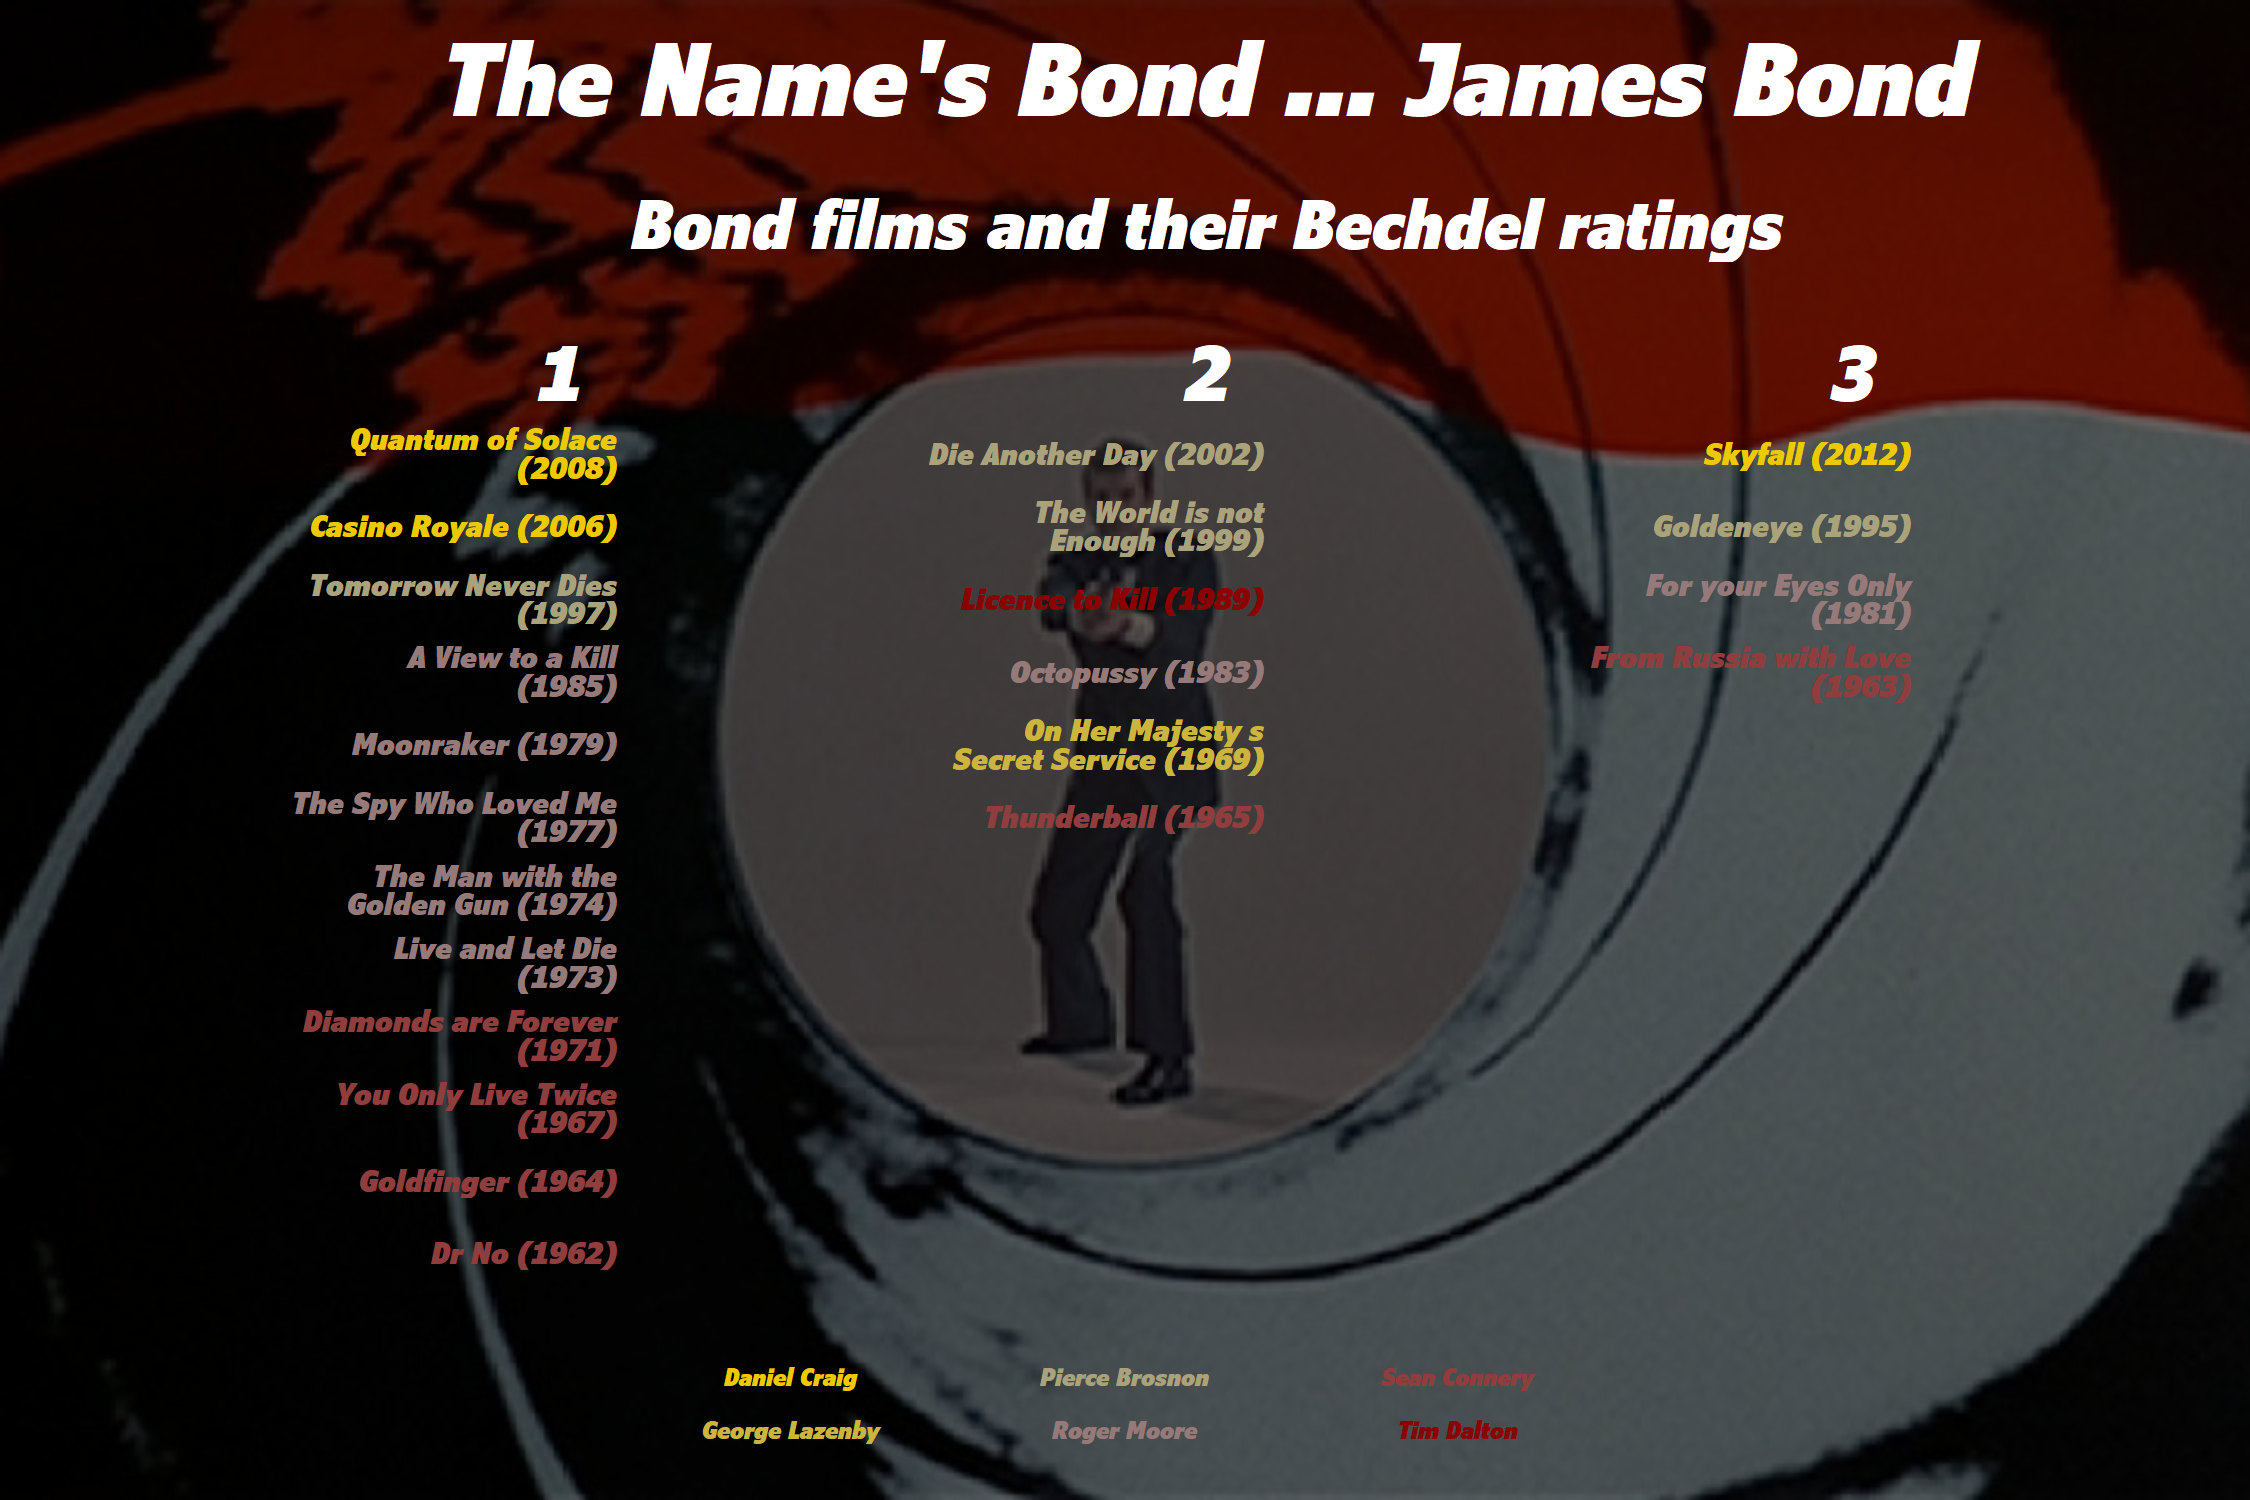 The Name's Bond ... James Bond
Bond films and their Bechdel ratings
1
Quantum of Solace
(2008)
Casino Royale (2006)
Tomorrow Never Dies
(1997)
A View to a Kill
(1985)
Moonraker (1979)
The Spy Who Loved Me
(1977)
The Man with the
Golden Gun (1974)
Live and Let Die
(1973)
Diamonds are Forever
(1971)
You Only Live Twice
(1967)
Goldfinger (1964)
Dr No (1962)
2
Die Another Day (2002)
The World is not
Enough (1999)
Licence to Kill (1989)
Octopussy (1983)
On Her Majesty s
Secret Service (1969)
Thunderball (1965)
3
Skyfall (2012)
Goldeneye (1995)
For your Eyes Only
(1981)
From Russia with Love
(1963)
Daniel Craig
Pierce Brosnon
Sean Connery
George Lazenby
Roger Moore
Tim Dalton